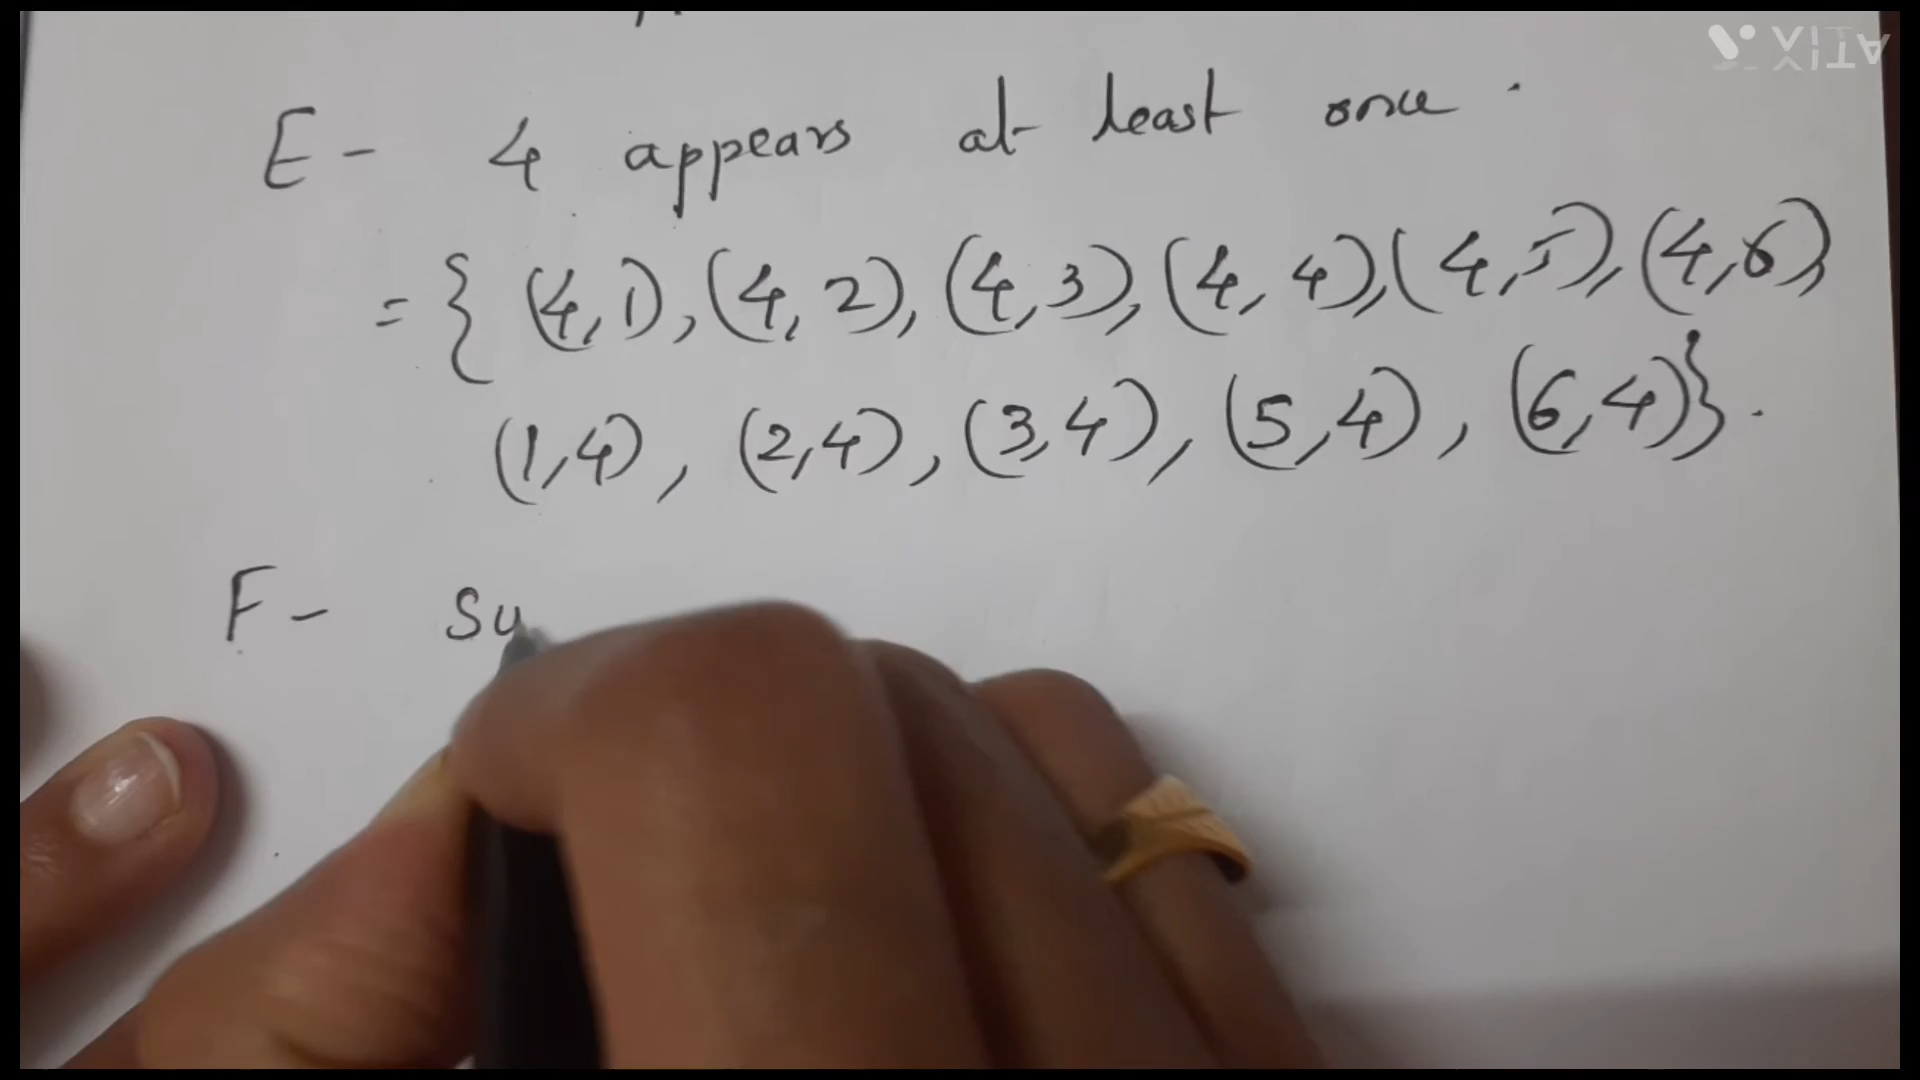 VITA
E - 4 appears at least once.
= { (4,1), (4, 2), (4,3), (4, 4), (4,5), (4,6),
(1,4), (2,4), (3,4), (5,4), (6,4)}.
F - Su